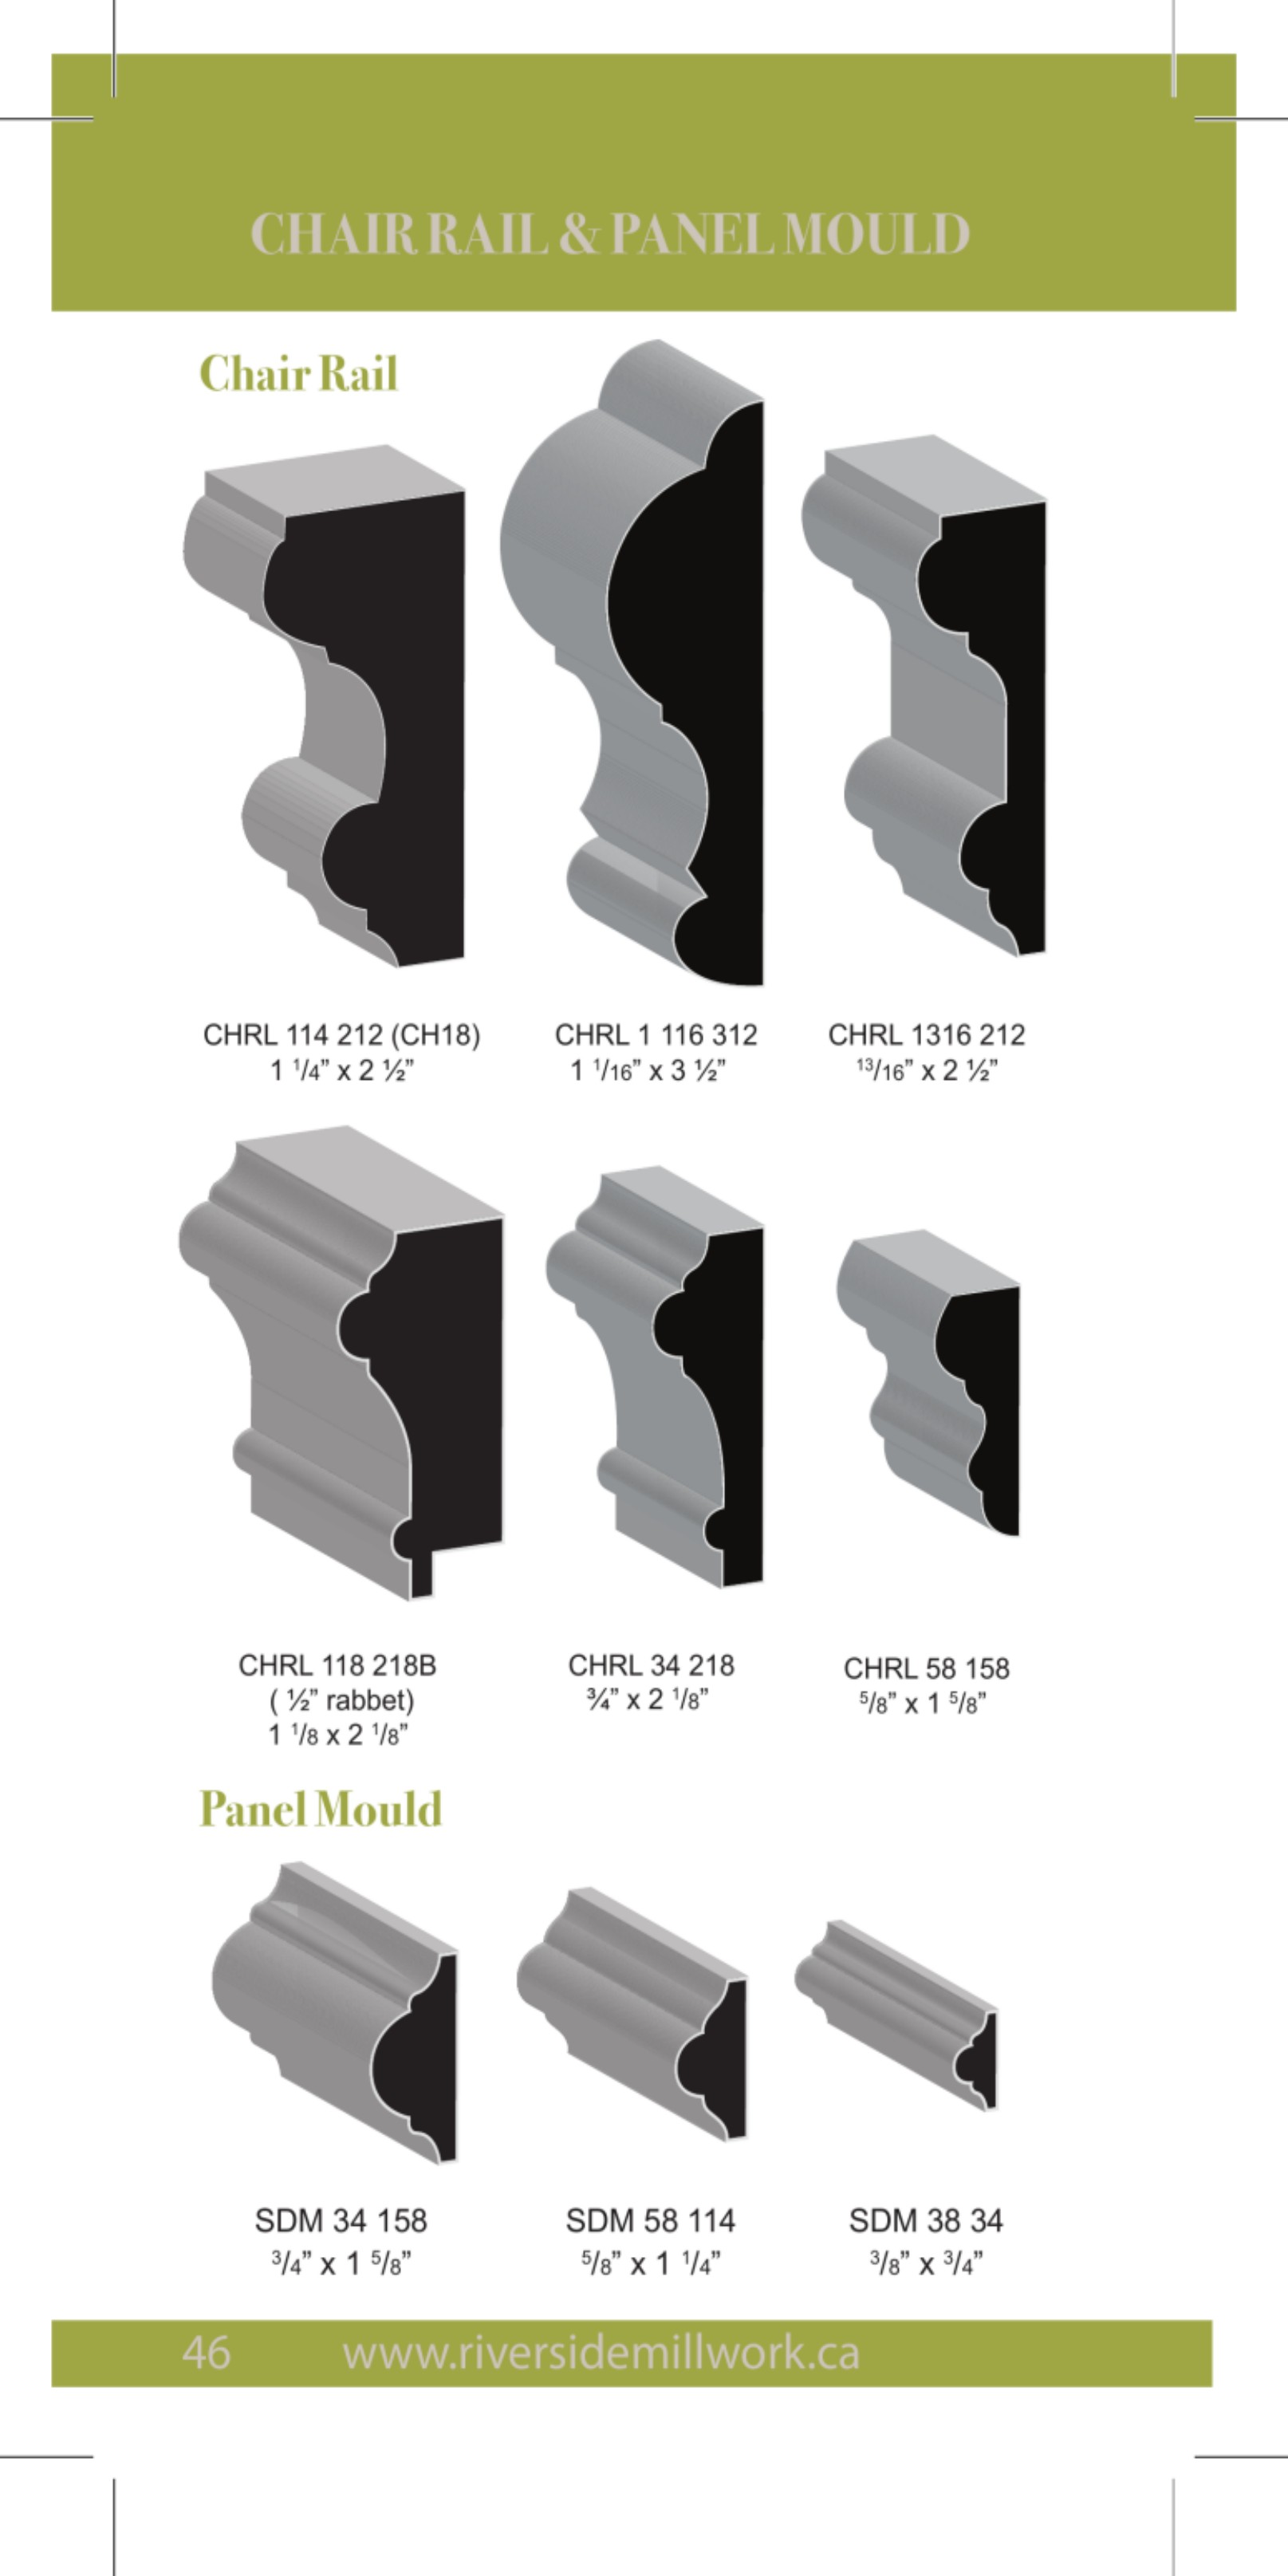 CHAIR RAIL & PANEL MOULD
Chair Rail
CHRL 114 212 (CH18)
1 1/4” x 2 ½”
CHRL 1 116 312
1 1/16” x 3 ½”
CHRL 1316 212
13/16” x 2 ½”
CHRL 118 218B
( ½” rabbet)
1 1/8 x 2 1/8”
CHRL 34 218
¾” x 2 1/8”
CHRL 58 158
5/8” x 1 5/8”
Panel Mould
SDM 34 158
3/4” x 1 5/8”
SDM 58 114
5/8” x 1 1/4”
SDM 38 34
3/8” x 3/4”
46 www.riversidemillwork.ca